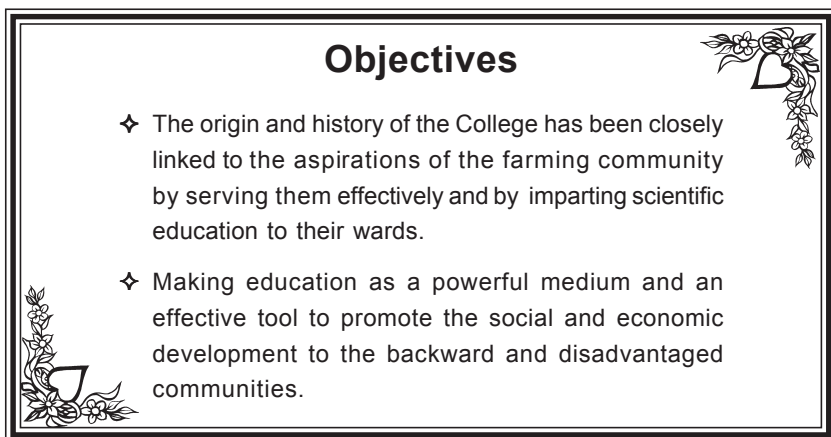 Objectives
✧ The origin and history of the College has been closely
linked to the aspirations of the farming community
by serving them effectively and by imparting scientific
education to their wards.
✧ Making education as a powerful medium and an
effective tool to promote the social and economic
development to the backward and disadvantaged
communities.